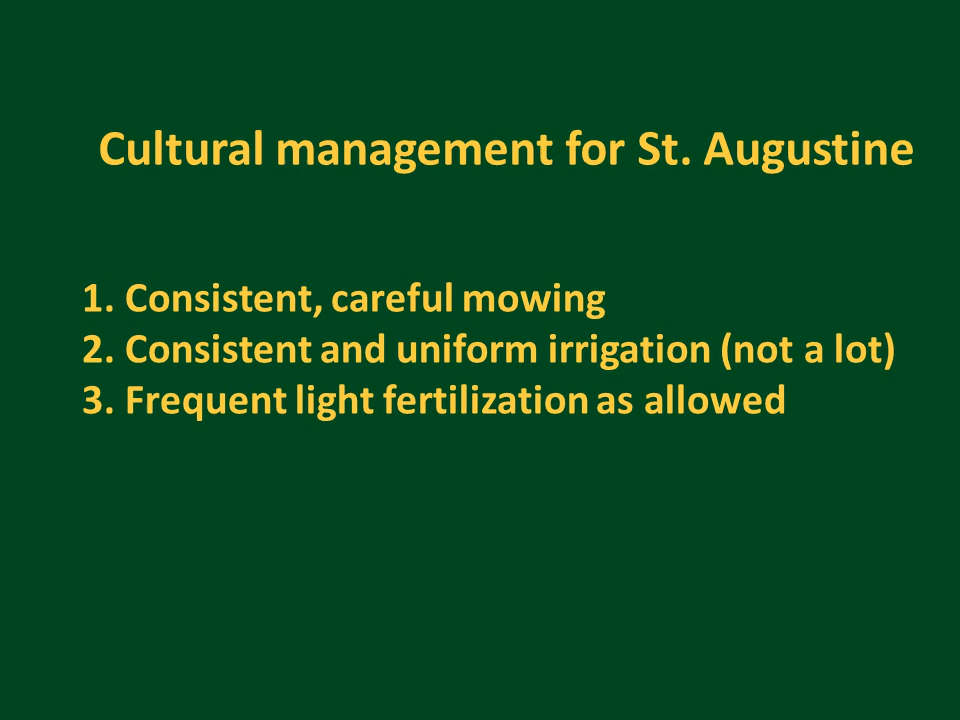 Cultural management for St. Augustine
1. Consistent, careful mowing
2. Consistent and uniform irrigation (not a lot)
3. Frequent light fertilization as allowed